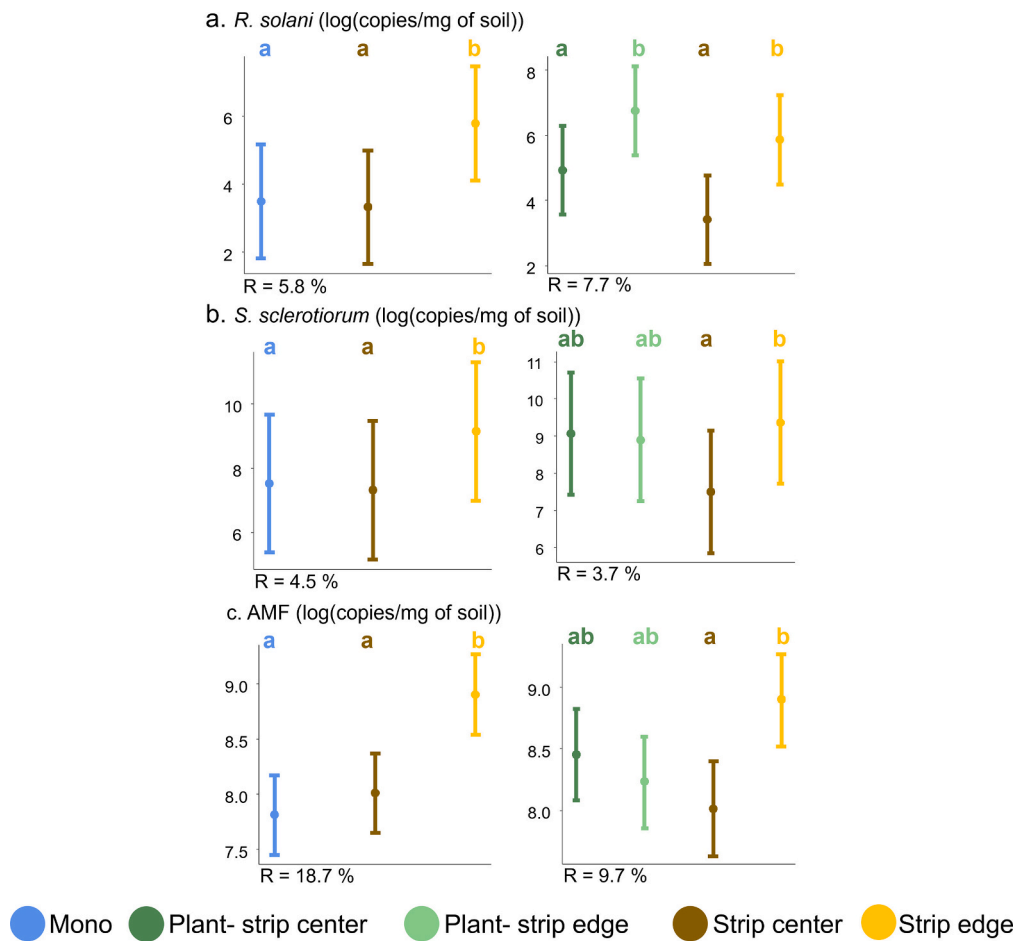 a. R. solani (log(copies/mg of soil))
a a b
6
4
2
R = 5.8 %
a b a b
8
6
4
2
R = 7.7 %
b. S. sclerotiorum (log(copies/mg of soil))
a a b
10
8
6
R = 4.5 %
ab ab a b
11
10
9
8
7
6
R = 3.7 %
c. AMF (log(copies/mg of soil))
a a b
9.0
8.5
8.0
7.5
R = 18.7 %
ab ab a b
9.0
8.5
8.0
R = 9.7 %
Mono Plant- strip center Plant- strip edge Strip center Strip edge